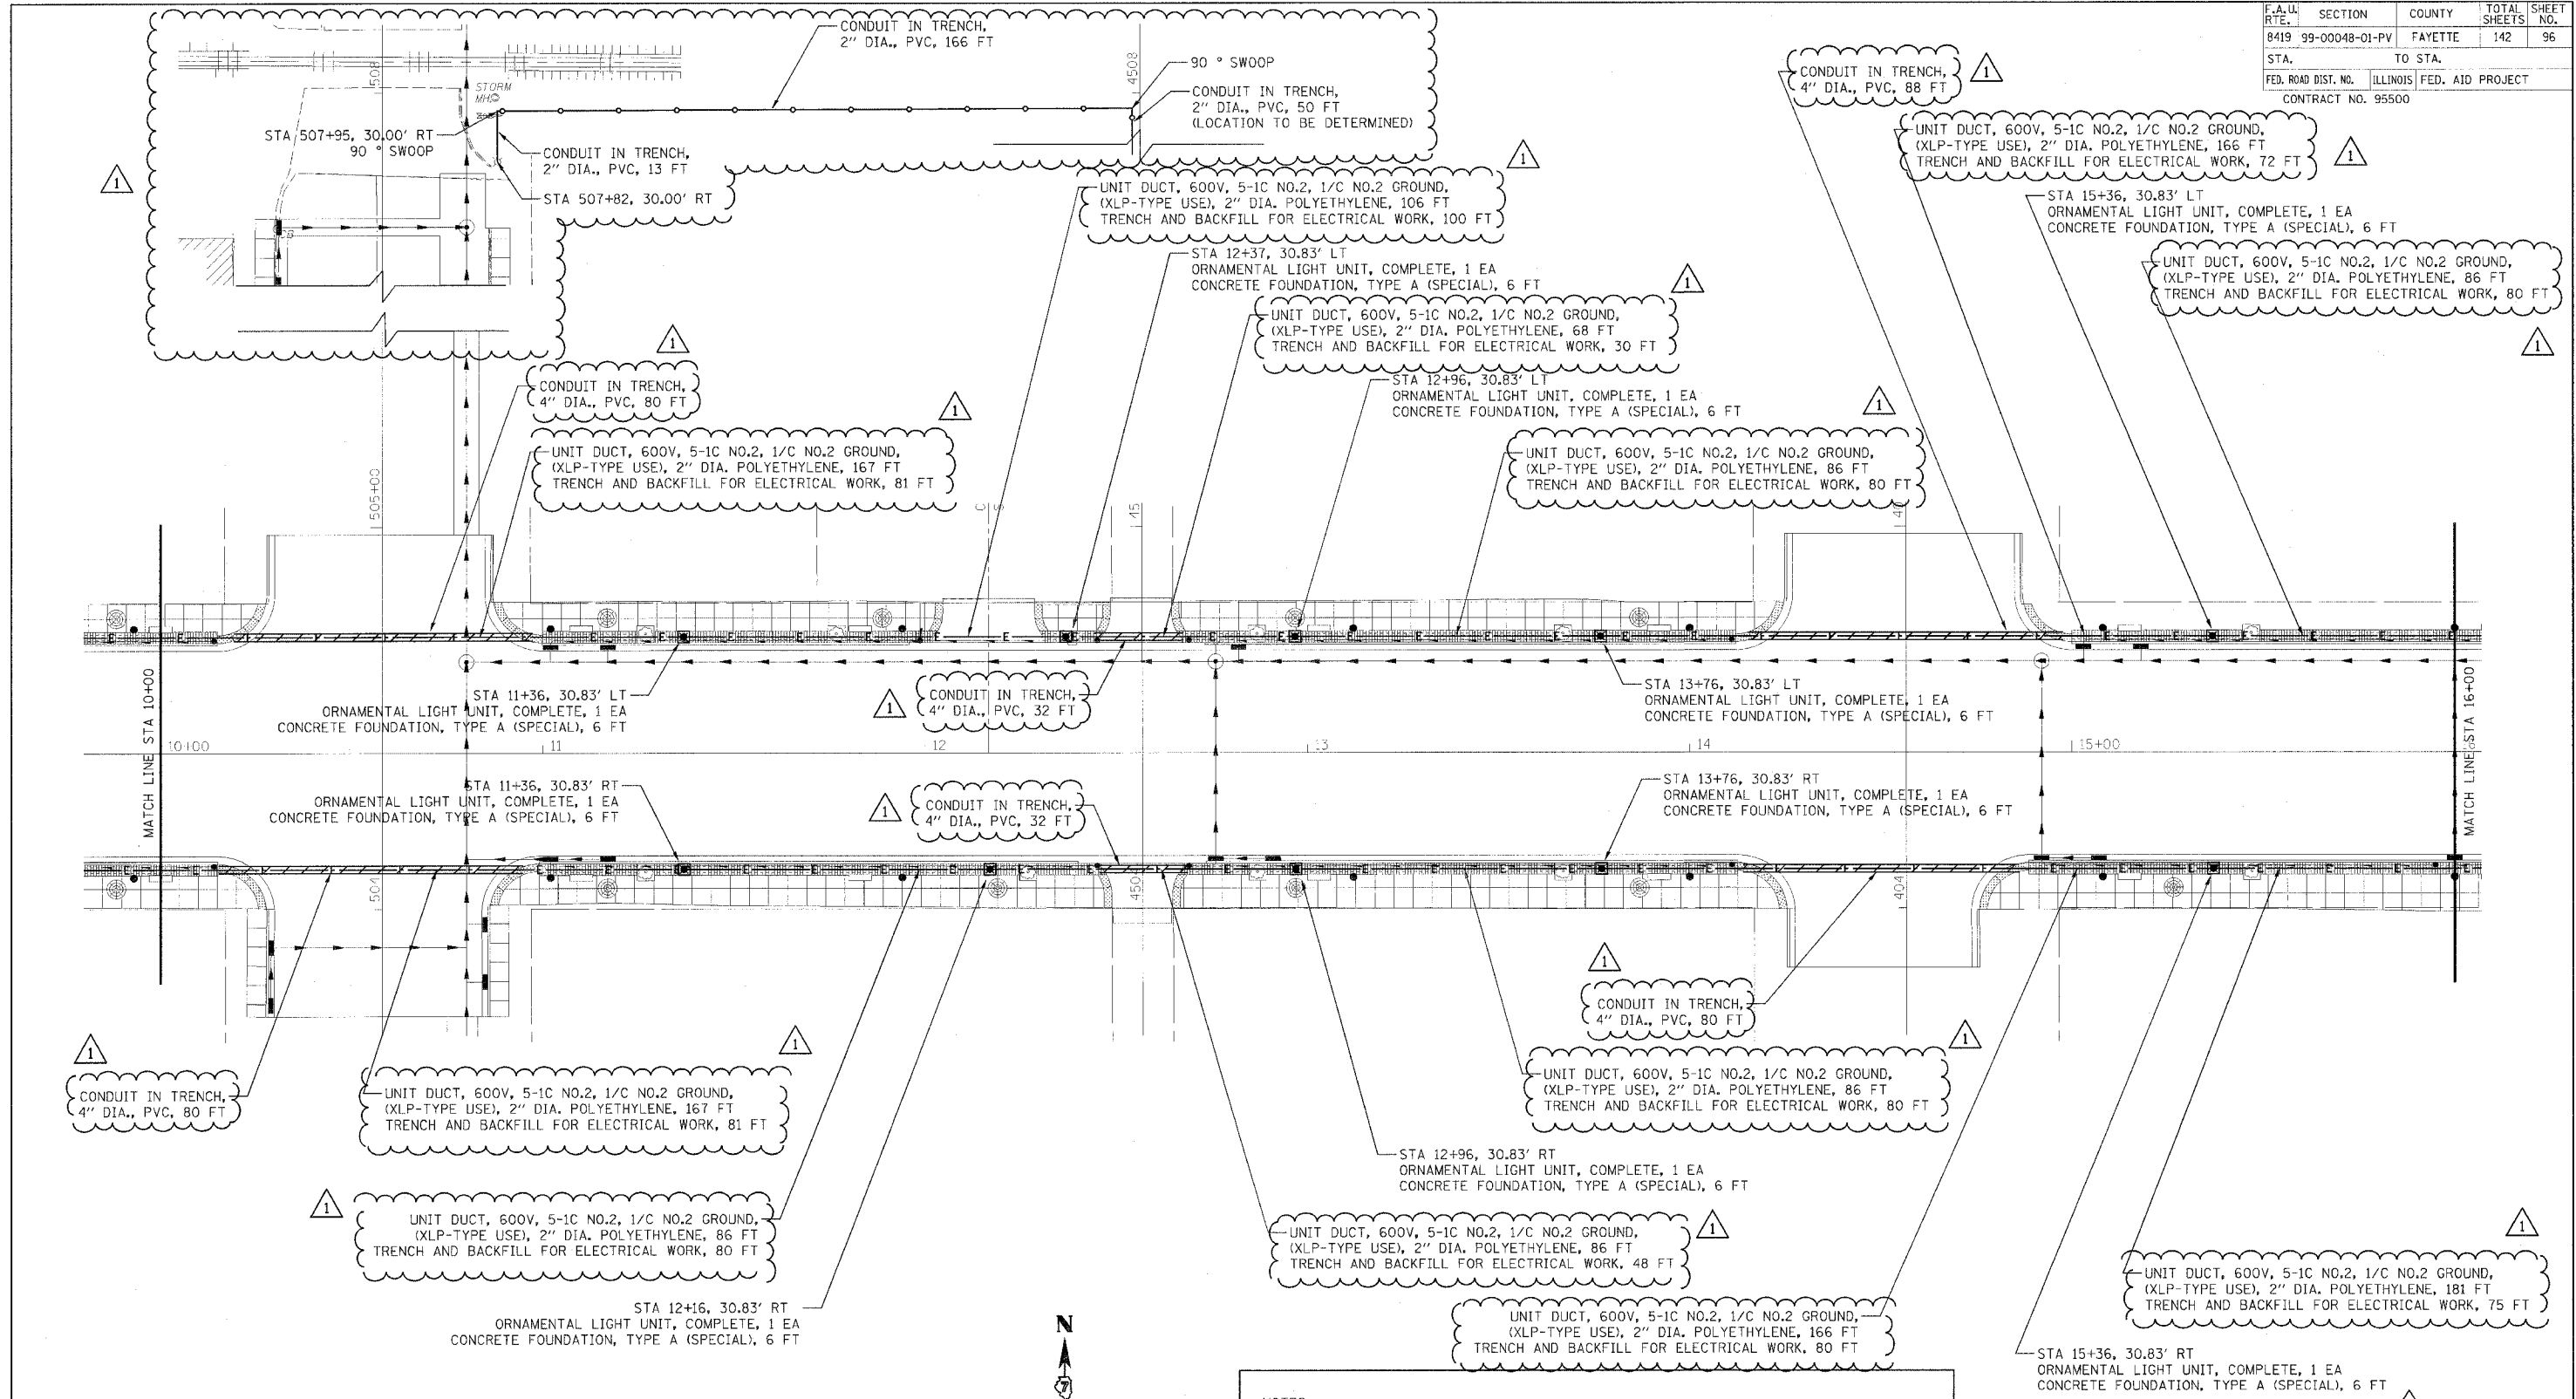 F.A.U. RTE. SECTION COUNTY TOTAL SHEETS SHEET NO.
8419 99-00048-01-PV FAYETTE 142 96
STA. TO STA.
FED. ROAD DIST. NO. ILLINOIS FED. AID PROJECT
CONTRACT NO. 95500
CONDUIT IN TRENCH,
2" DIA., PVC, 166 FT
508
4508
STORM
MH
90 ° SWOOP
CONDUIT IN TRENCH,
2" DIA., PVC, 50 FT
(LOCATION TO BE DETERMINED)
STA 507+95, 30.00' RT
90 ° SWOOP
CONDUIT IN TRENCH,
2" DIA., PVC, 13 FT
STA 507+82, 30.00' RT
1
CONDUIT IN TRENCH,
4" DIA., PVC, 88 FT
1
UNIT DUCT, 600V, 5-1C NO.2, 1/C NO.2 GROUND,
(XLP-TYPE USE), 2" DIA. POLYETHYLENE, 166 FT
TRENCH AND BACKFILL FOR ELECTRICAL WORK, 72 FT
1
UNIT DUCT, 600V, 5-1C NO.2, 1/C NO.2 GROUND,
(XLP-TYPE USE), 2" DIA. POLYETHYLENE, 106 FT
TRENCH AND BACKFILL FOR ELECTRICAL WORK, 100 FT
1
STA 15+36, 30.83' LT
ORNAMENTAL LIGHT UNIT, COMPLETE, 1 EA
CONCRETE FOUNDATION, TYPE A (SPECIAL), 6 FT
STA 12+37, 30.83' LT
ORNAMENTAL LIGHT UNIT, COMPLETE, 1 EA
CONCRETE FOUNDATION, TYPE A (SPECIAL), 6 FT
UNIT DUCT, 600V, 5-1C NO.2, 1/C NO.2 GROUND,
(XLP-TYPE USE), 2" DIA. POLYETHYLENE, 86 FT
TRENCH AND BACKFILL FOR ELECTRICAL WORK, 80 FT
1
UNIT DUCT, 600V, 5-1C NO.2, 1/C NO.2 GROUND,
(XLP-TYPE USE), 2" DIA. POLYETHYLENE, 68 FT
TRENCH AND BACKFILL FOR ELECTRICAL WORK, 30 FT
1
CONDUIT IN TRENCH,
4" DIA., PVC, 80 FT
1
STA 12+96, 30.83' LT
ORNAMENTAL LIGHT UNIT, COMPLETE, 1 EA
CONCRETE FOUNDATION, TYPE A (SPECIAL), 6 FT
UNIT DUCT, 600V, 5-1C NO.2, 1/C NO.2 GROUND,
(XLP-TYPE USE), 2" DIA. POLYETHYLENE, 167 FT
TRENCH AND BACKFILL FOR ELECTRICAL WORK, 81 FT
1
UNIT DUCT, 600V, 5-1C NO.2, 1/C NO.2 GROUND,
(XLP-TYPE USE), 2" DIA. POLYETHYLENE, 86 FT
TRENCH AND BACKFILL FOR ELECTRICAL WORK, 80 FT
1
505+00
45
40
MATCH LINE STA 10+00
STA 11+36, 30.83' LT
ORNAMENTAL LIGHT UNIT, COMPLETE, 1 EA
CONCRETE FOUNDATION, TYPE A (SPECIAL), 6 FT
1
CONDUIT IN TRENCH,
4" DIA., PVC, 32 FT
STA 13+76, 30.83' LT
ORNAMENTAL LIGHT UNIT, COMPLETE, 1 EA
CONCRETE FOUNDATION, TYPE A (SPECIAL), 6 FT
MATCH LINE STA 16+00
10+00 11 12 13 14 15+00
STA 11+36, 30.83' RT
ORNAMENTAL LIGHT UNIT, COMPLETE, 1 EA
CONCRETE FOUNDATION, TYPE A (SPECIAL), 6 FT
1
CONDUIT IN TRENCH,
4" DIA., PVC, 32 FT
STA 13+76, 30.83' RT
ORNAMENTAL LIGHT UNIT, COMPLETE, 1 EA
CONCRETE FOUNDATION, TYPE A (SPECIAL), 6 FT
504
450
404
1
CONDUIT IN TRENCH,
4" DIA., PVC, 80 FT
1
CONDUIT IN TRENCH,
4" DIA., PVC, 80 FT
UNIT DUCT, 600V, 5-1C NO.2, 1/C NO.2 GROUND,
(XLP-TYPE USE), 2" DIA. POLYETHYLENE, 167 FT
TRENCH AND BACKFILL FOR ELECTRICAL WORK, 81 FT
1
UNIT DUCT, 600V, 5-1C NO.2, 1/C NO.2 GROUND,
(XLP-TYPE USE), 2" DIA. POLYETHYLENE, 86 FT
TRENCH AND BACKFILL FOR ELECTRICAL WORK, 80 FT
1
STA 12+96, 30.83' RT
ORNAMENTAL LIGHT UNIT, COMPLETE, 1 EA
CONCRETE FOUNDATION, TYPE A (SPECIAL), 6 FT
1
UNIT DUCT, 600V, 5-1C NO.2, 1/C NO.2 GROUND,
(XLP-TYPE USE), 2" DIA. POLYETHYLENE, 86 FT
TRENCH AND BACKFILL FOR ELECTRICAL WORK, 80 FT
UNIT DUCT, 600V, 5-1C NO.2, 1/C NO.2 GROUND,
(XLP-TYPE USE), 2" DIA. POLYETHYLENE, 86 FT
TRENCH AND BACKFILL FOR ELECTRICAL WORK, 48 FT
1
UNIT DUCT, 600V, 5-1C NO.2, 1/C NO.2 GROUND,
(XLP-TYPE USE), 2" DIA. POLYETHYLENE, 181 FT
TRENCH AND BACKFILL FOR ELECTRICAL WORK, 75 FT
1
STA 12+16, 30.83' RT
ORNAMENTAL LIGHT UNIT, COMPLETE, 1 EA
CONCRETE FOUNDATION, TYPE A (SPECIAL), 6 FT
UNIT DUCT, 600V, 5-1C NO.2, 1/C NO.2 GROUND,
(XLP-TYPE USE), 2" DIA. POLYETHYLENE, 166 FT
TRENCH AND BACKFILL FOR ELECTRICAL WORK, 80 FT
STA 15+36, 30.83' RT
ORNAMENTAL LIGHT UNIT, COMPLETE, 1 EA
CONCRETE FOUNDATION, TYPE A (SPECIAL), 6 FT
N
7